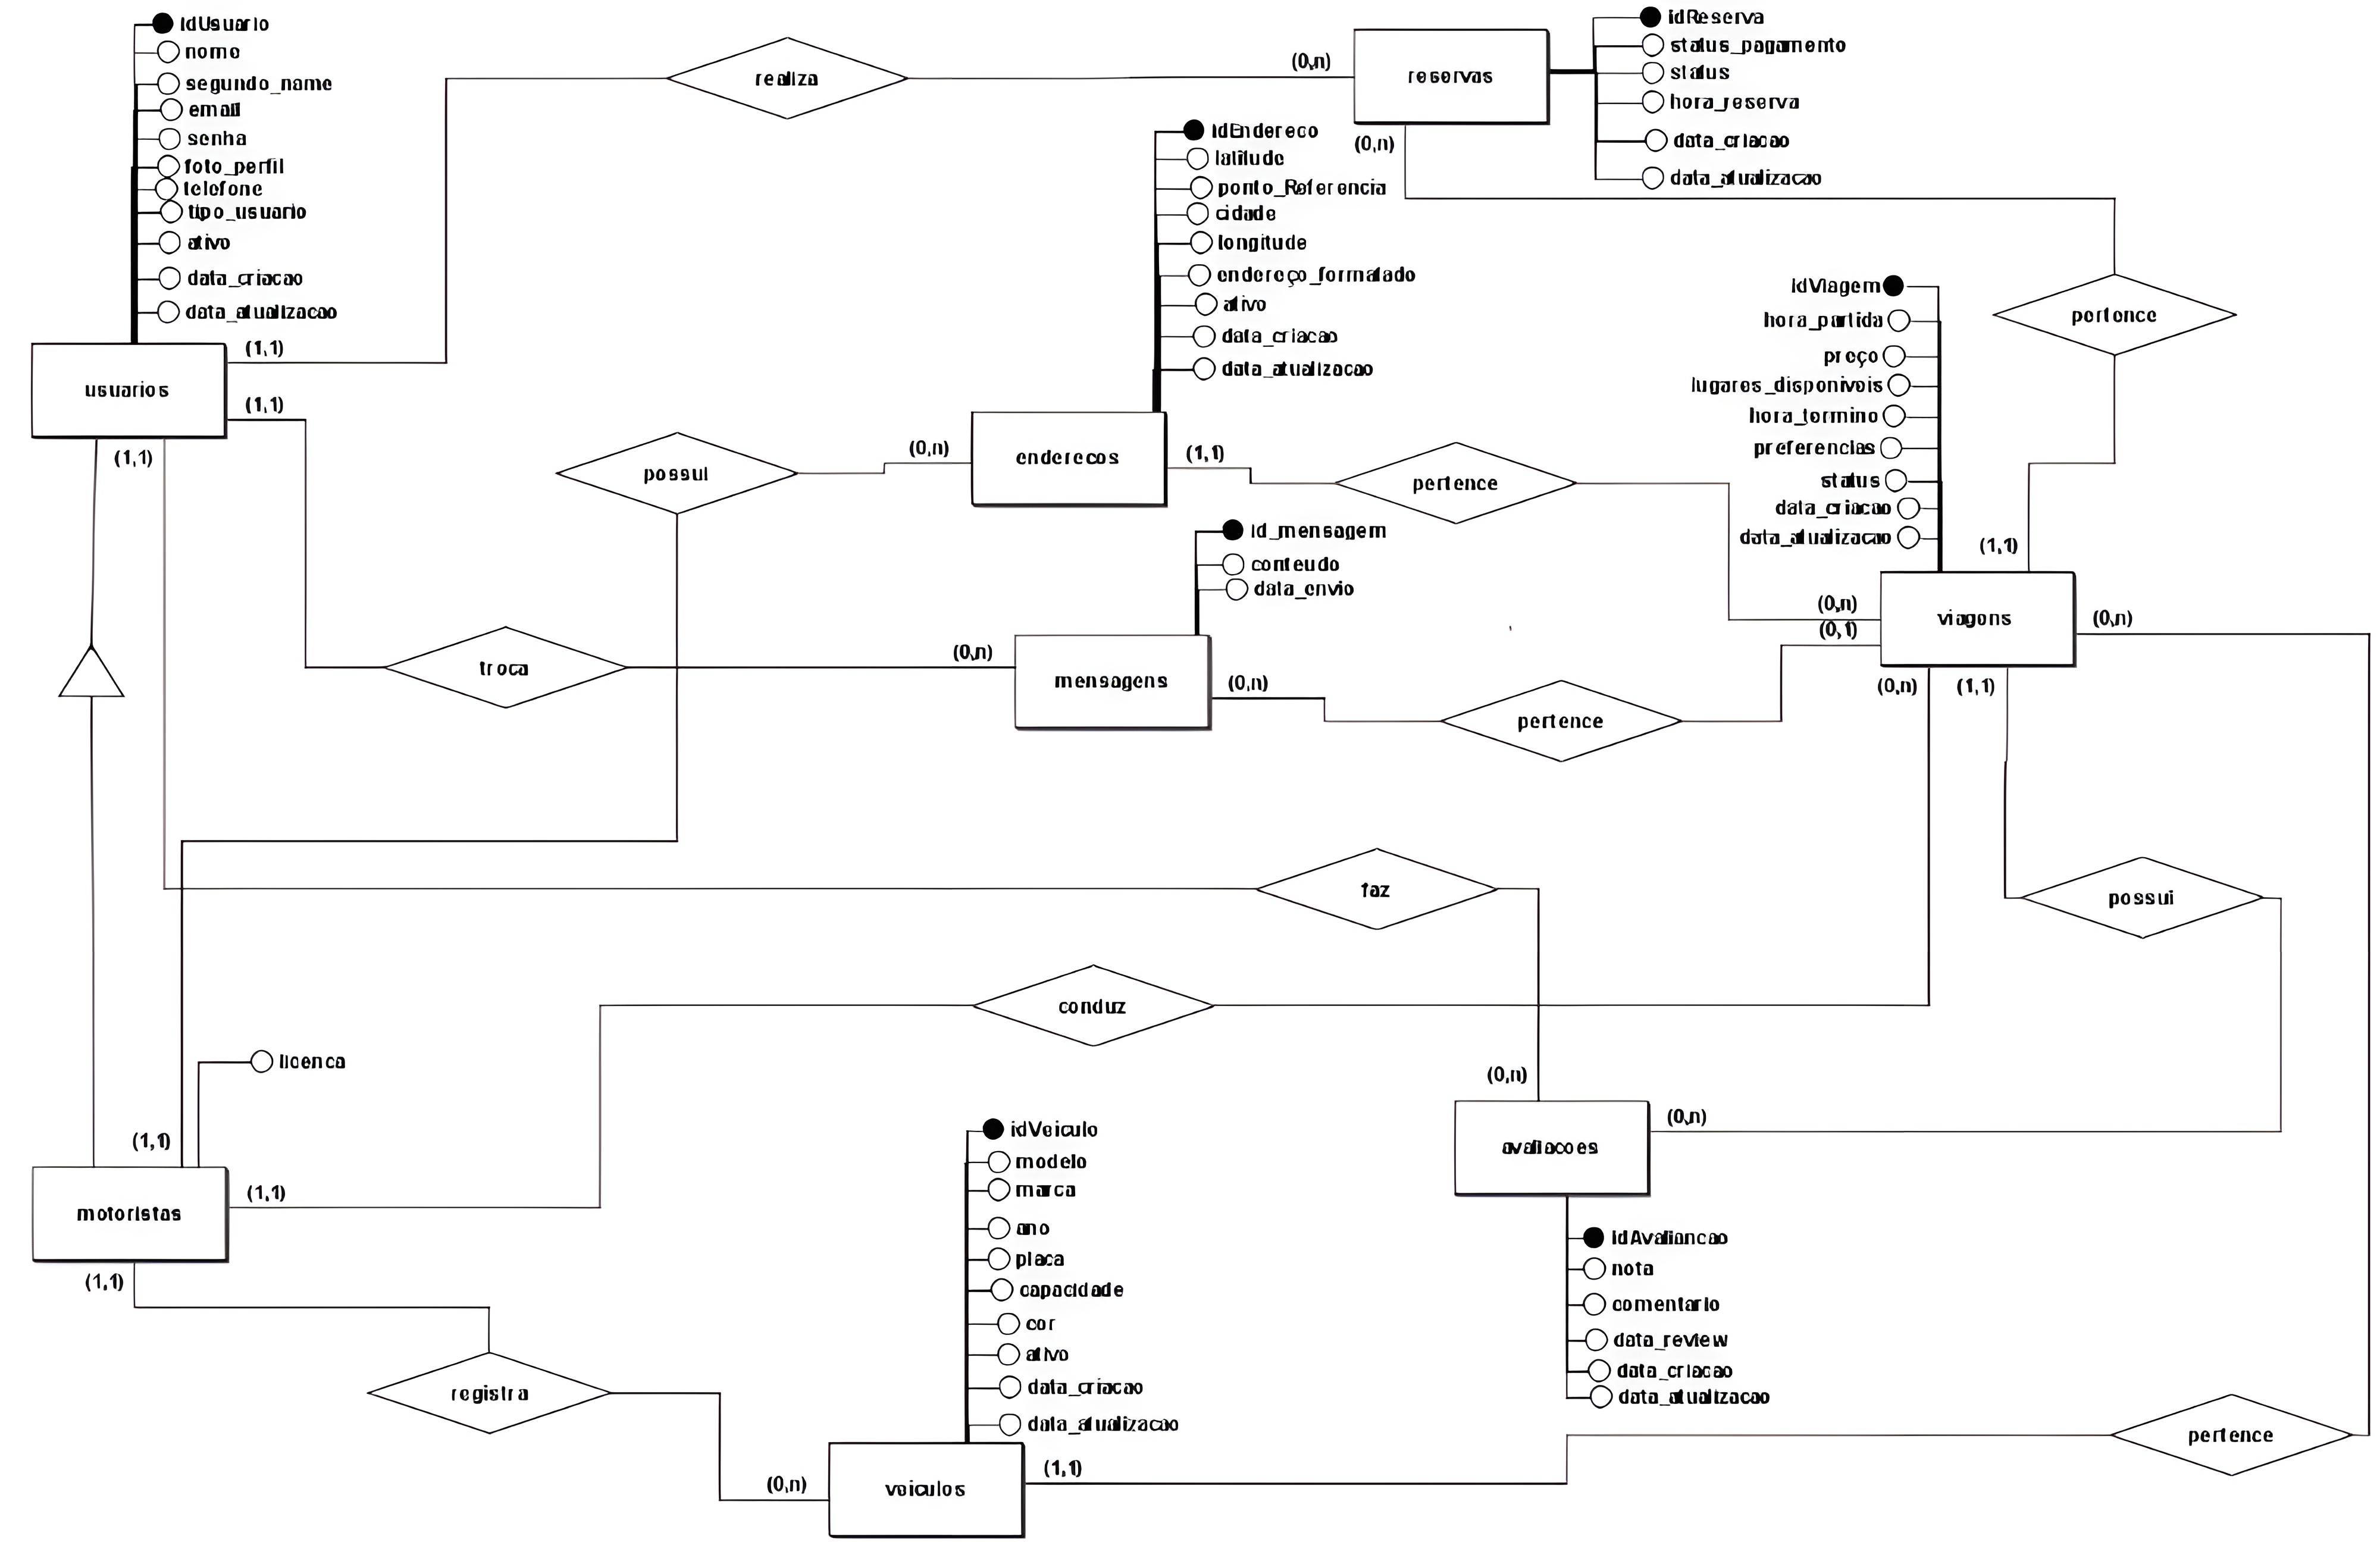 idUsuario
nome
segundo_name
email
senha
foto_perfil
telefone
tipo_usuario
ativo
data_criacao
data_atualizacao
(1,1)
usuarios
(1,1)
(1,1)
realiza
(0,n)
reservas
(0,n)
idReserva
status_pagamento
status
hora_reserva
data_criacao
data_atualizacao
idEndereco
latitude
ponto_Referencia
cidade
longitude
endereço_formatado
ativo
data_criacao
data_atualizacao
possui
(0,n)
enderecos
(1,1)
pertence
pertence
idViagem
hora_partida
preço
lugares_disponiveis
hora_termino
preferencias
status
data_criacao
data_atualizacao
(1,1)
(0,n)
(0,1)
viagens
(0,n)
(0,n)
(1,1)
id_mensagem
conteudo
data_envio
troca
(0,n)
mensagens
(0,n)
pertence
faz
possui
conduz
licenca
(1,1)
motoristas
(1,1)
(1,1)
(0,n)
avaliacoes
(0,n)
idAvaliancao
nota
comentario
data_review
data_criacao
data_atualizacao
idVeiculo
modelo
marca
ano
placa
capacidade
cor
ativo
data_criacao
data_atualizacao
registra
(0,n)
veiculos
(1,1)
pertence